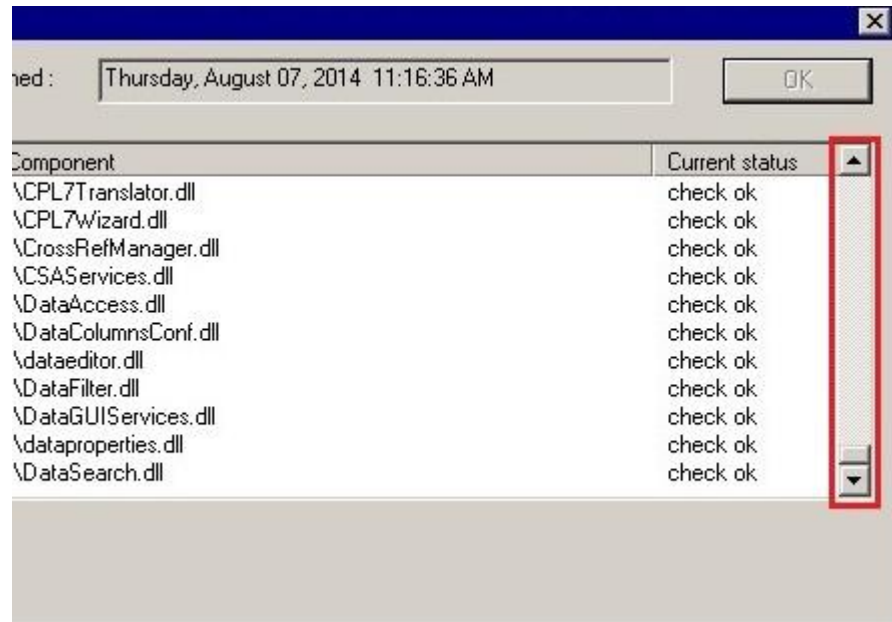 ned : Thursday, August 07, 2014 11:16:36 AM OK
Component Current status
\CPL7Translator.dll check ok
\CPL7Wizard.dll check ok
\CrossRefManager.dll check ok
\CSAServices.dll check ok
\DataAccess.dll check ok
\DataColumnsConf.dll check ok
\dataeditor.dll check ok
\DataFilter.dll check ok
\DataGUIServices.dll check ok
\dataproperties.dll check ok
\DataSearch.dll check ok